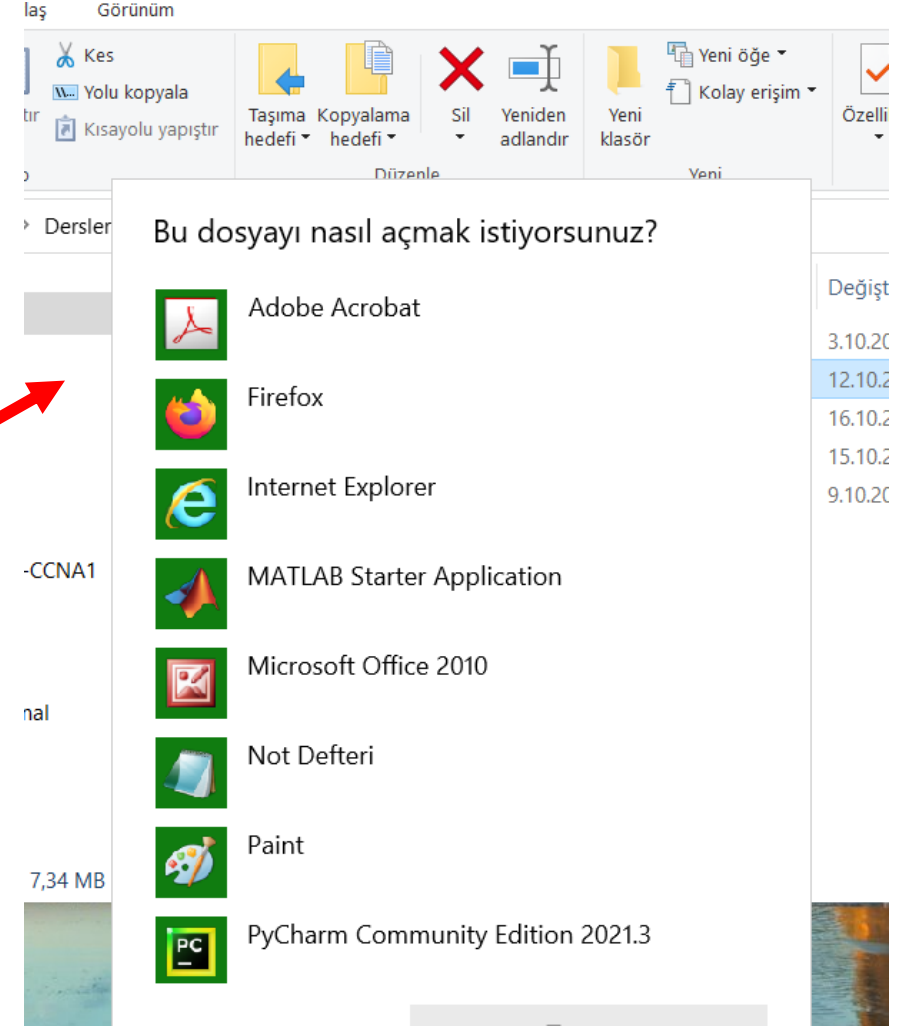 laş Görünüm
Kes
Yolu kopyala
Kısayolu yapıştır
Taşıma hedefi
Kopyalama hedefi
Sil
Yeniden adlandır
Yeni klasör
Yeni öğe
Kolay erişim
Özelli
Düzenle
Yeni
Dersler
Bu dosyayı nasıl açmak istiyorsunuz?
Değişt
Adobe Acrobat
3.10.20
12.10.2
Firefox
16.10.2
15.10.2
Internet Explorer
9.10.20
-CCNA1
MATLAB Starter Application
Microsoft Office 2010
nal
Not Defteri
Paint
7,34 MB
PC
PyCharm Community Edition 2021.3